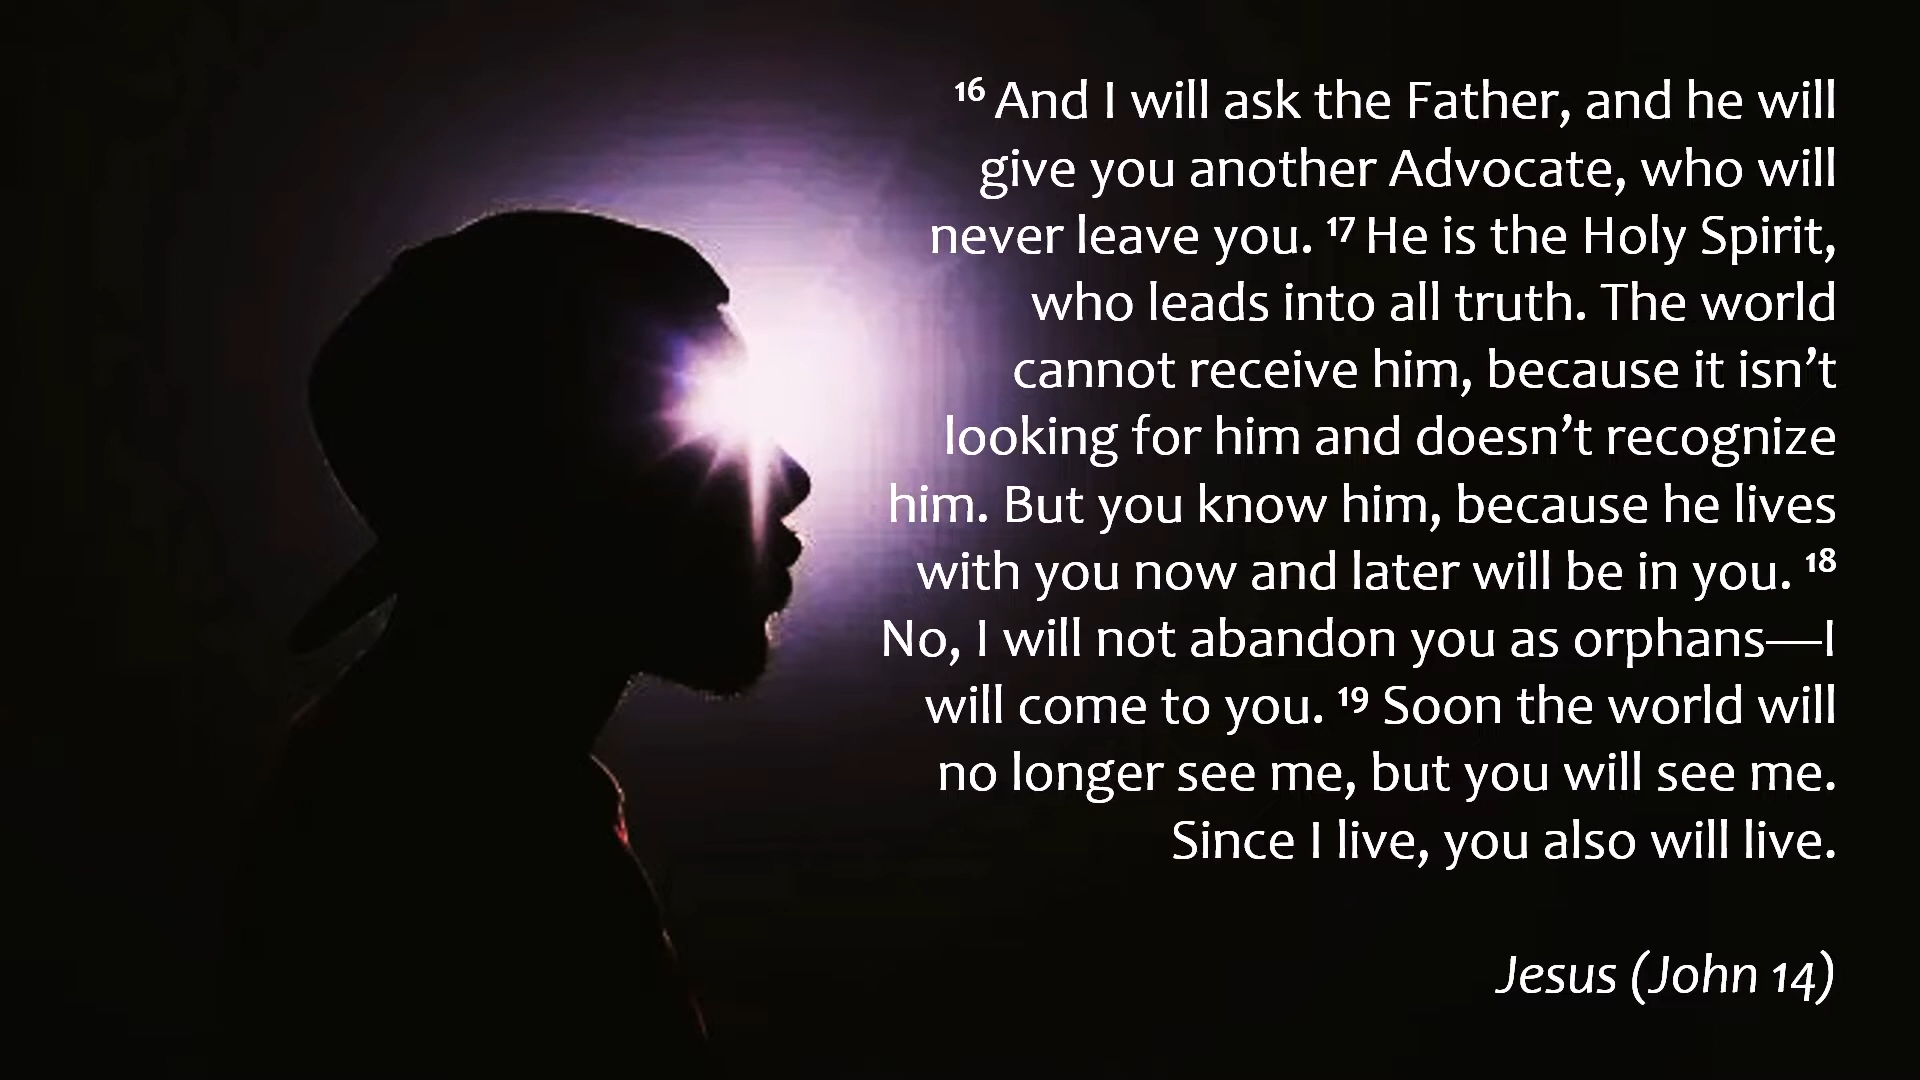 ¹⁶ And I will ask the Father, and he will
give you another Advocate, who will
never leave you. ¹⁷ He is the Holy Spirit,
who leads into all truth. The world
cannot receive him, because it isn’t
looking for him and doesn’t recognize
him. But you know him, because he lives
with you now and later will be in you. ¹⁸
No, I will not abandon you as orphans—I
will come to you. ¹⁹ Soon the world will
no longer see me, but you will see me.
Since I live, you also will live.
Jesus (John 14)